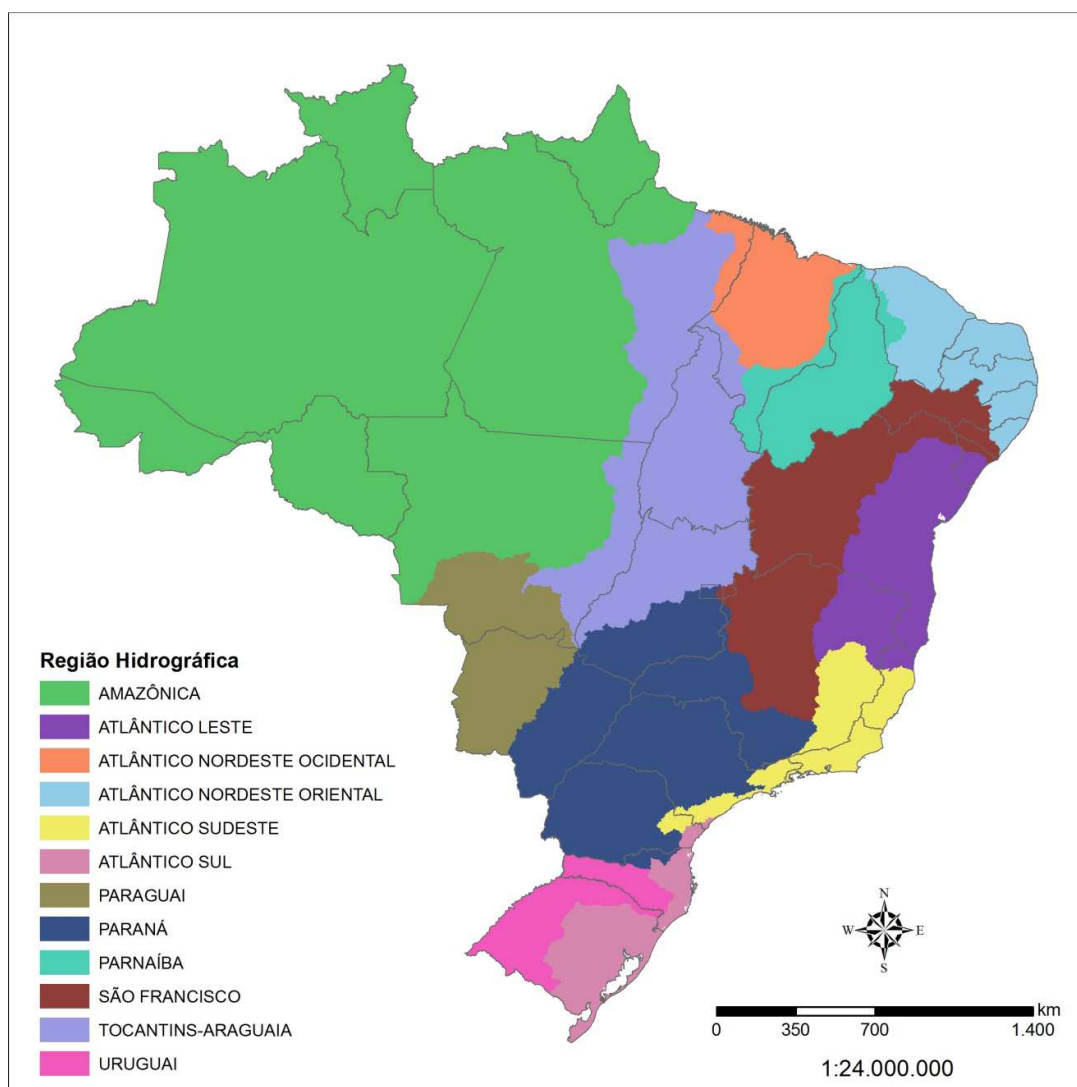 Região Hidrográfica
AMAZÔNICA
ATLÂNTICO LESTE
ATLÂNTICO NORDESTE OCIDENTAL
ATLÂNTICO NORDESTE ORIENTAL
ATLÂNTICO SUDESTE
ATLÂNTICO SUL
PARAGUAI
PARANÁ
PARNAÍBA
SÃO FRANCISCO
TOCANTINS-ARAGUAIA
URUGUAI
N
W E
S
km
0 350 700 1.400
1:24.000.000